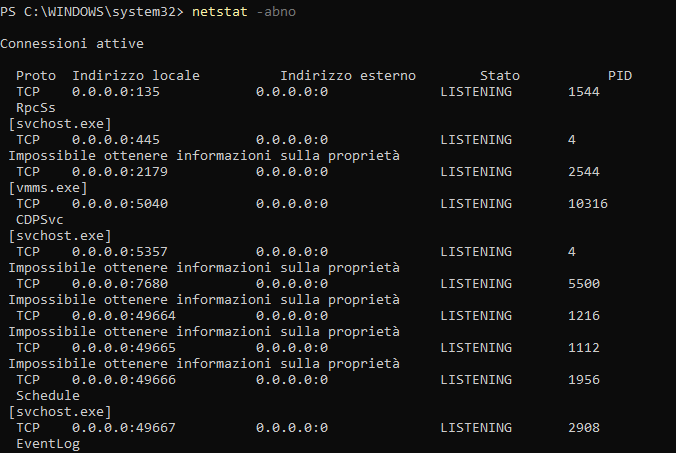 PS C:\WINDOWS\system32> netstat -abno
Connessioni attive
Proto Indirizzo locale Indirizzo esterno Stato PID
TCP 0.0.0.0:135 0.0.0.0:0 LISTENING 1544
RpcSs
[svchost.exe]
TCP 0.0.0.0:445 0.0.0.0:0 LISTENING 4
Impossibile ottenere informazioni sulla proprietà
TCP 0.0.0.0:2179 0.0.0.0:0 LISTENING 2544
[vmms.exe]
TCP 0.0.0.0:5040 0.0.0.0:0 LISTENING 10316
CDPSvc
[svchost.exe]
TCP 0.0.0.0:5357 0.0.0.0:0 LISTENING 4
Impossibile ottenere informazioni sulla proprietà
TCP 0.0.0.0:7680 0.0.0.0:0 LISTENING 5500
Impossibile ottenere informazioni sulla proprietà
TCP 0.0.0.0:49664 0.0.0.0:0 LISTENING 1216
Impossibile ottenere informazioni sulla proprietà
TCP 0.0.0.0:49665 0.0.0.0:0 LISTENING 1112
Impossibile ottenere informazioni sulla proprietà
TCP 0.0.0.0:49666 0.0.0.0:0 LISTENING 1956
Schedule
[svchost.exe]
TCP 0.0.0.0:49667 0.0.0.0:0 LISTENING 2908
EventLog